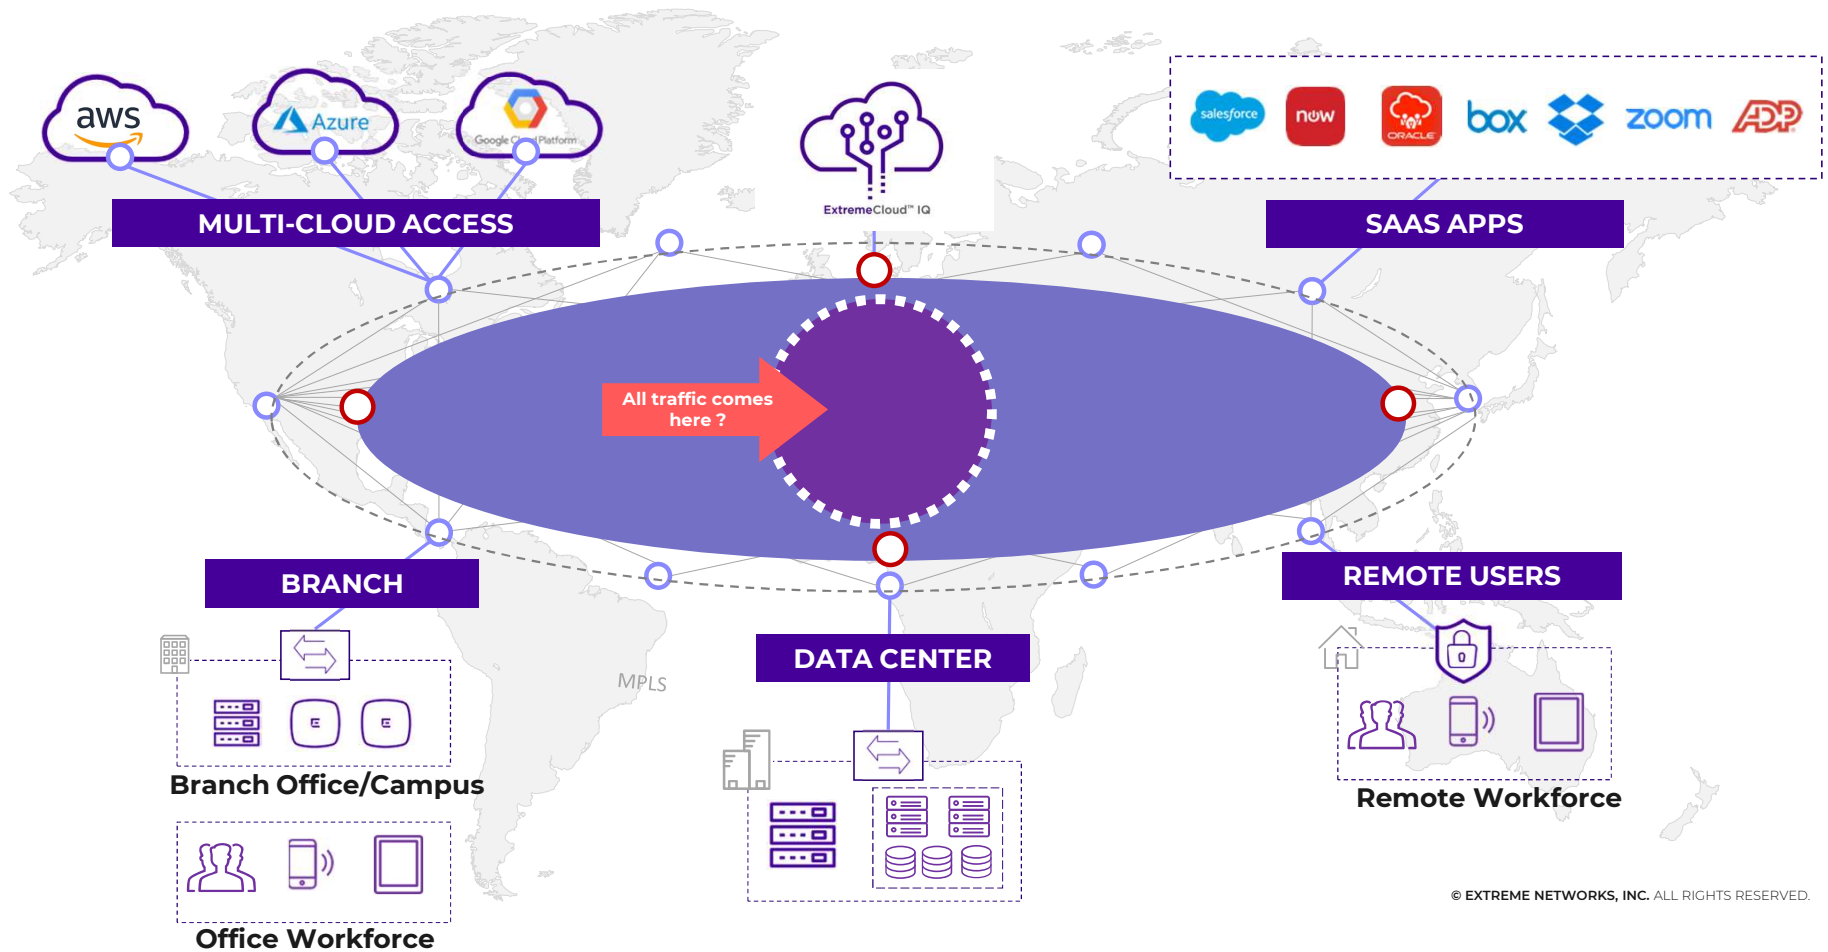 aws
Azure
Google Cloud Platform
ExtremeCloud™ IQ
salesforce
now
ORACLE
box
zoom
ADP
MULTI-CLOUD ACCESS
SAAS APPS
All traffic comes
here ?
BRANCH
REMOTE USERS
DATA CENTER
MPLS
Branch Office/Campus
Remote Workforce
Office Workforce
© EXTREME NETWORKS, INC. ALL RIGHTS RESERVED.